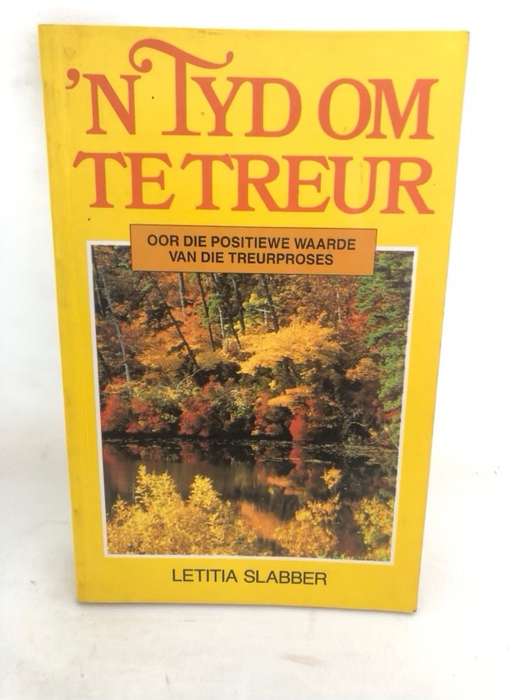 'N TYD OM
TE TREUR
OOR DIE POSITIEWE WAARDE
VAN DIE TREURPROSES
LETITIA SLABBER